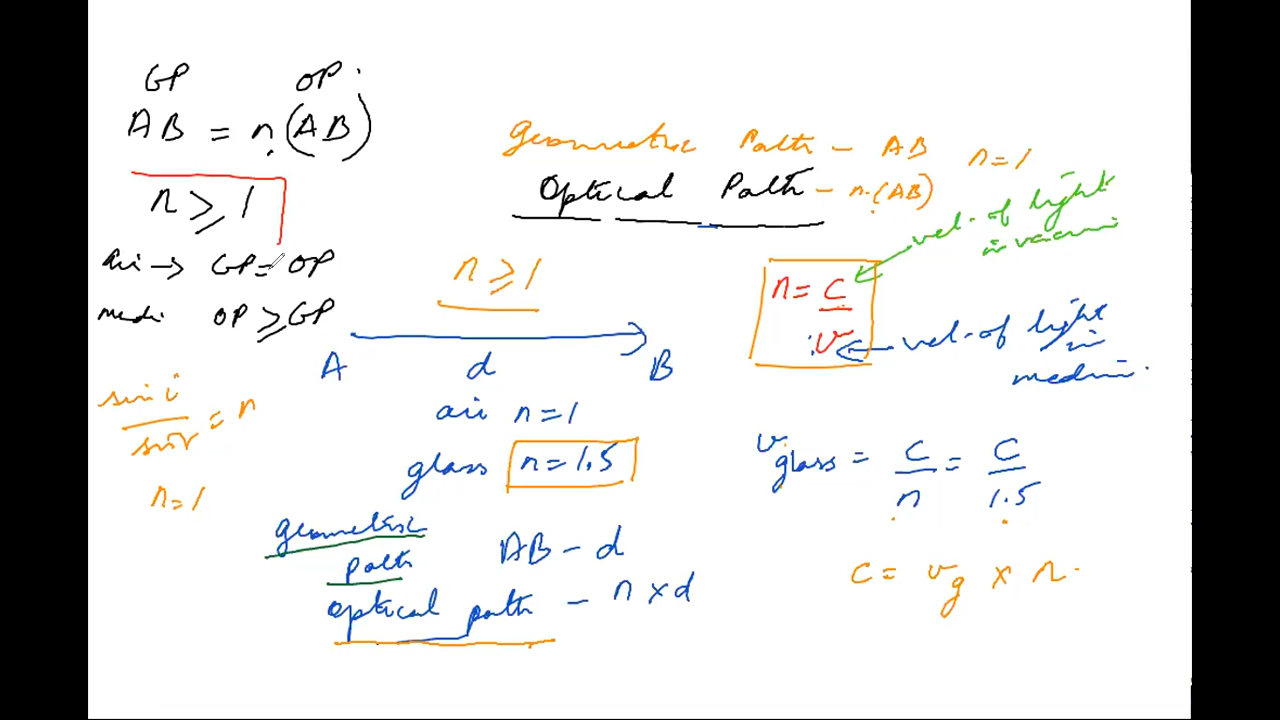 GP OP
AB = n(AB)
n ≥ 1
air → GP = OP
medi OP ≥ GP
sin i / sin r = n
n = 1
geometric Path - AB n = 1
Optical Path - n.(AB)
n ≥ 1
A d B
air n = 1
glass n = 1.5
geometric
path AB - d
optical path - n x d
n = c / v
vel. of light
in vacuum
vel. of light
in
medium.
v glass = c / n = c / 1.5
c = vg x n.